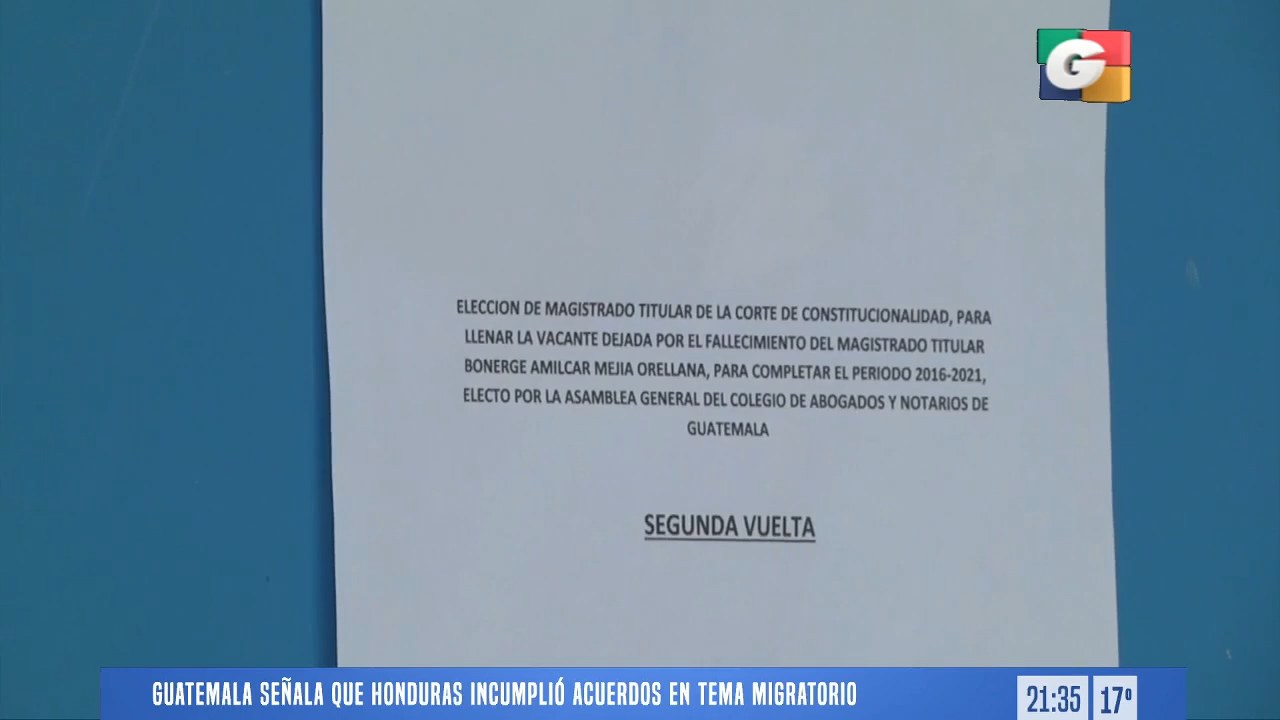 G
ELECCION DE MAGISTRADO TITULAR DE LA CORTE DE CONSTITUCIONALIDAD, PARA
LLENAR LA VACANTE DEJADA POR EL FALLECIMIENTO DEL MAGISTRADO TITULAR
BONERGE AMILCAR MEJIA ORELLANA, PARA COMPLETAR EL PERIODO 2016-2021,
ELECTO POR LA ASAMBLEA GENERAL DEL COLEGIO DE ABOGADOS Y NOTARIOS DE
GUATEMALA
SEGUNDA VUELTA
GUATEMALA SEÑALA QUE HONDURAS INCUMPLIÓ ACUERDOS EN TEMA MIGRATORIO
21:35 17º